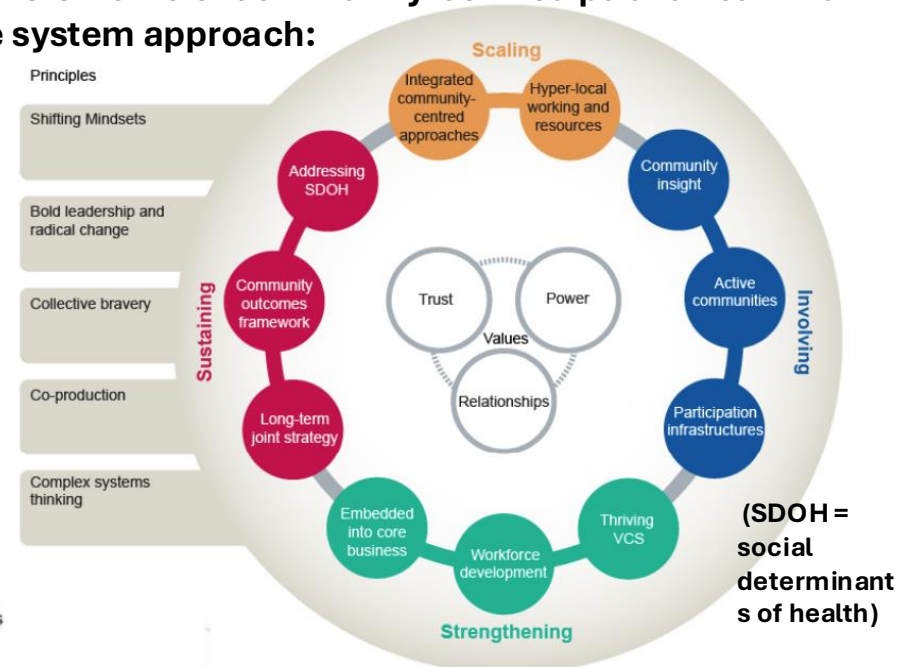 e system approach:
Principles
Shifting Mindsets
Bold leadership and
radical change
Collective bravery
Co-production
Complex systems
thinking
Scaling
Integrated
community-
centred
approaches
Hyper-local
working and
resources
Addressing
SDOH
Community
insight
Community
outcomes
framework
Active
communities
Sustaining
Involving
Trust
Power
Values
Relationships
Long-term
joint strategy
Participation
infrastructures
Embedded
into core
business
Workforce
development
Thriving
VCS
Strengthening
(SDOH =
social
determinant
s of health)